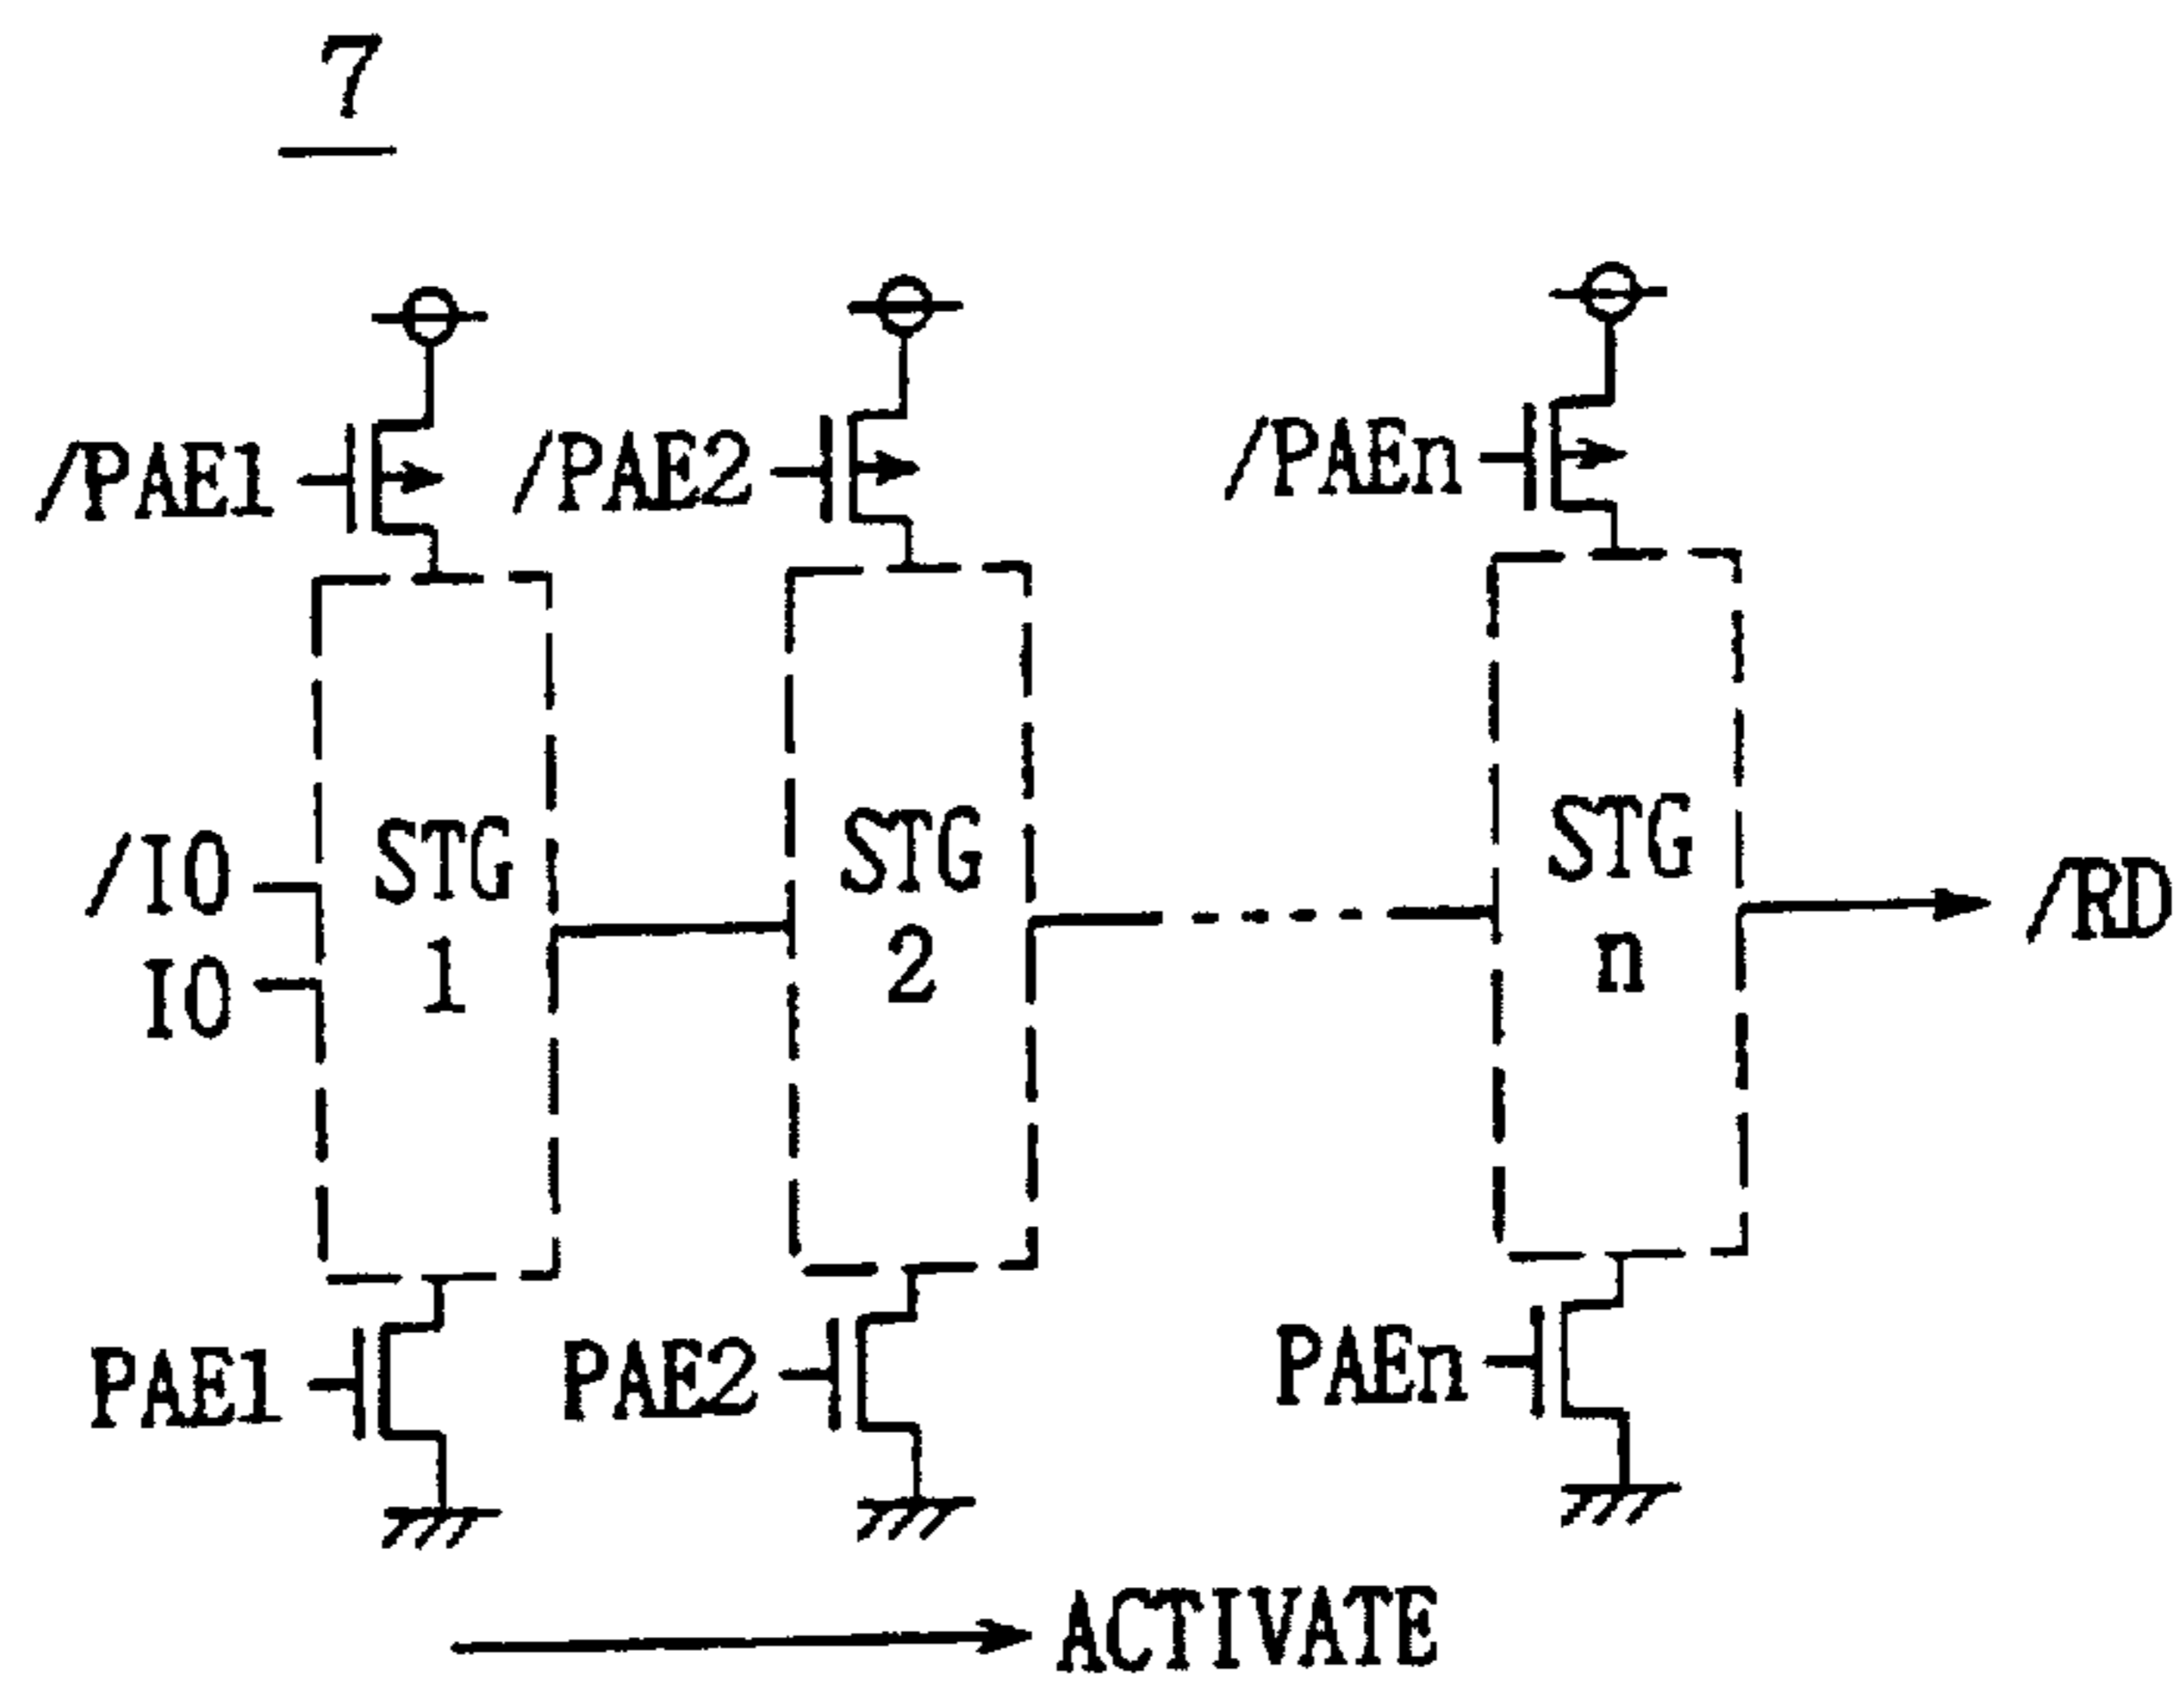 7
/PAE1
/PAE2
/PAEn
/IO
IO
STG
1
STG
2
STG
n
/RD
PAE1
PAE2
PAEn
ACTIVATE